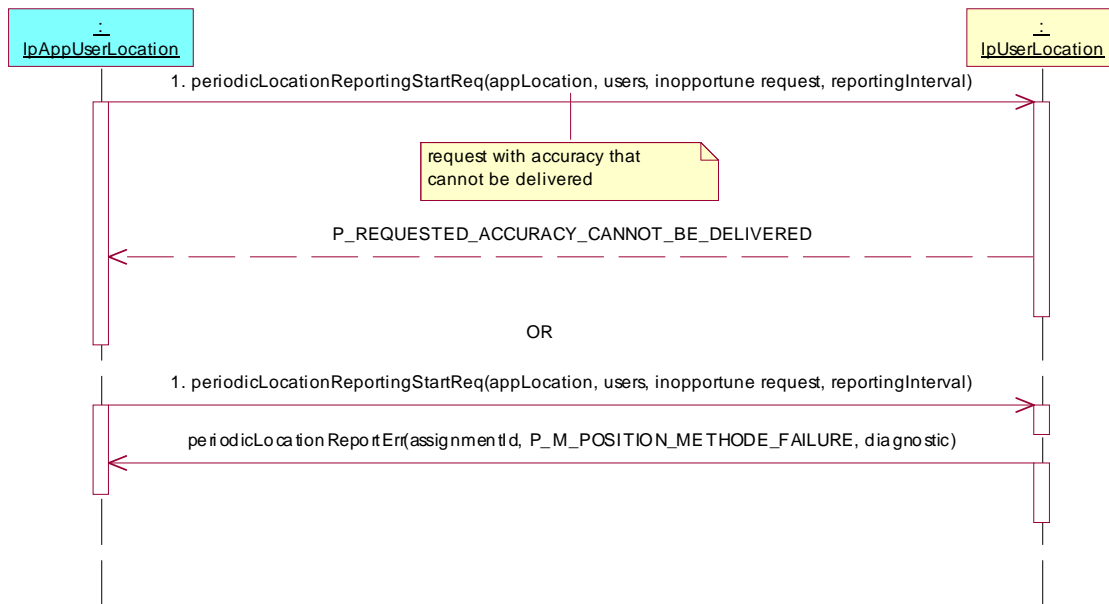 :
IpAppUserLocation
:
IpUserLocation
1. periodicLocationReportingStartReq(appLocation, users, inopportune request, reportingInterval)
request with accuracy that
cannot be delivered
P_REQUESTED_ACCURACY_CANNOT_BE_DELIVERED
OR
1. periodicLocationReportingStartReq(appLocation, users, inopportune request, reportingInterval)
periodicLocationReportErr(assignmentId, P_M_POSITION_METHODE_FAILURE, diagnostic)